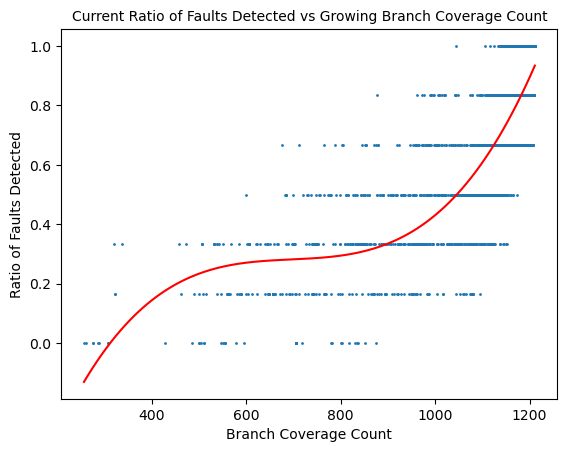 Current Ratio of Faults Detected vs Growing Branch Coverage Count
1.0
0.8
0.6
0.4
0.2
0.0
Ratio of Faults Detected
400 600 800 1000 1200
Branch Coverage Count